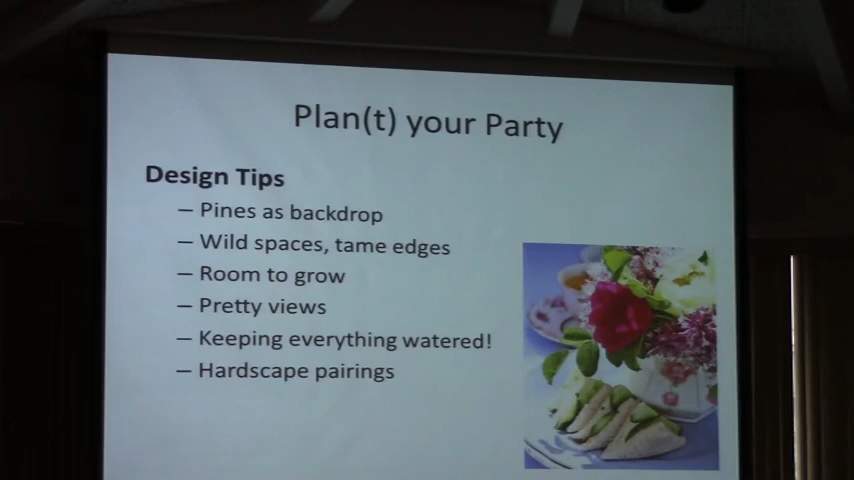 Plan(t) your Party
Design Tips
– Pines as backdrop
– Wild spaces, tame edges
– Room to grow
– Pretty views
– Keeping everything watered!
– Hardscape pairings